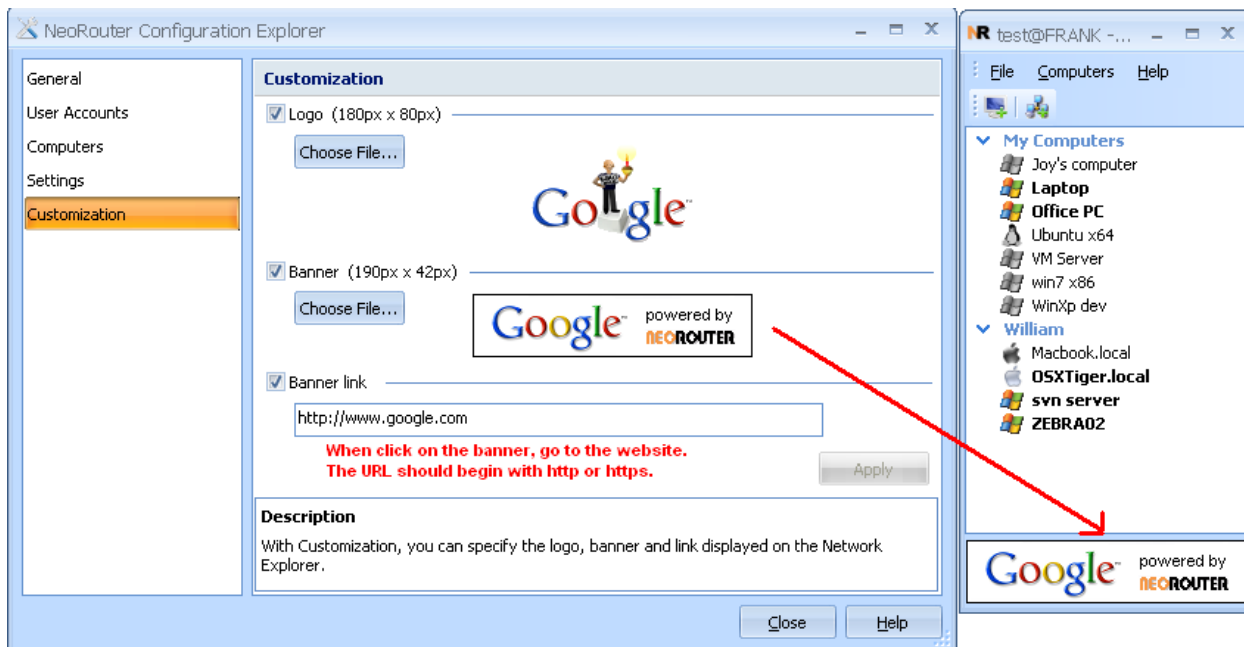 NeoRouter Configuration Explorer
General
User Accounts
Computers
Settings
Customization
Customization
Logo (180px x 80px)
Choose File...
Google™
Banner (190px x 42px)
Choose File...
Google™ powered by
NEOROUTER
Banner link
http://www.google.com
When click on the banner, go to the website.
The URL should begin with http or https.
Apply
Description
With Customization, you can specify the logo, banner and link displayed on the Network
Explorer.
Close
Help
NR test@FRANK -...
File Computers Help
My Computers
Joy's computer
Laptop
Office PC
Ubuntu x64
VM Server
win7 x86
WinXp dev
William
Macbook.local
OSXTiger.local
svn server
ZEBRA02
Google™ powered by
NEOROUTER